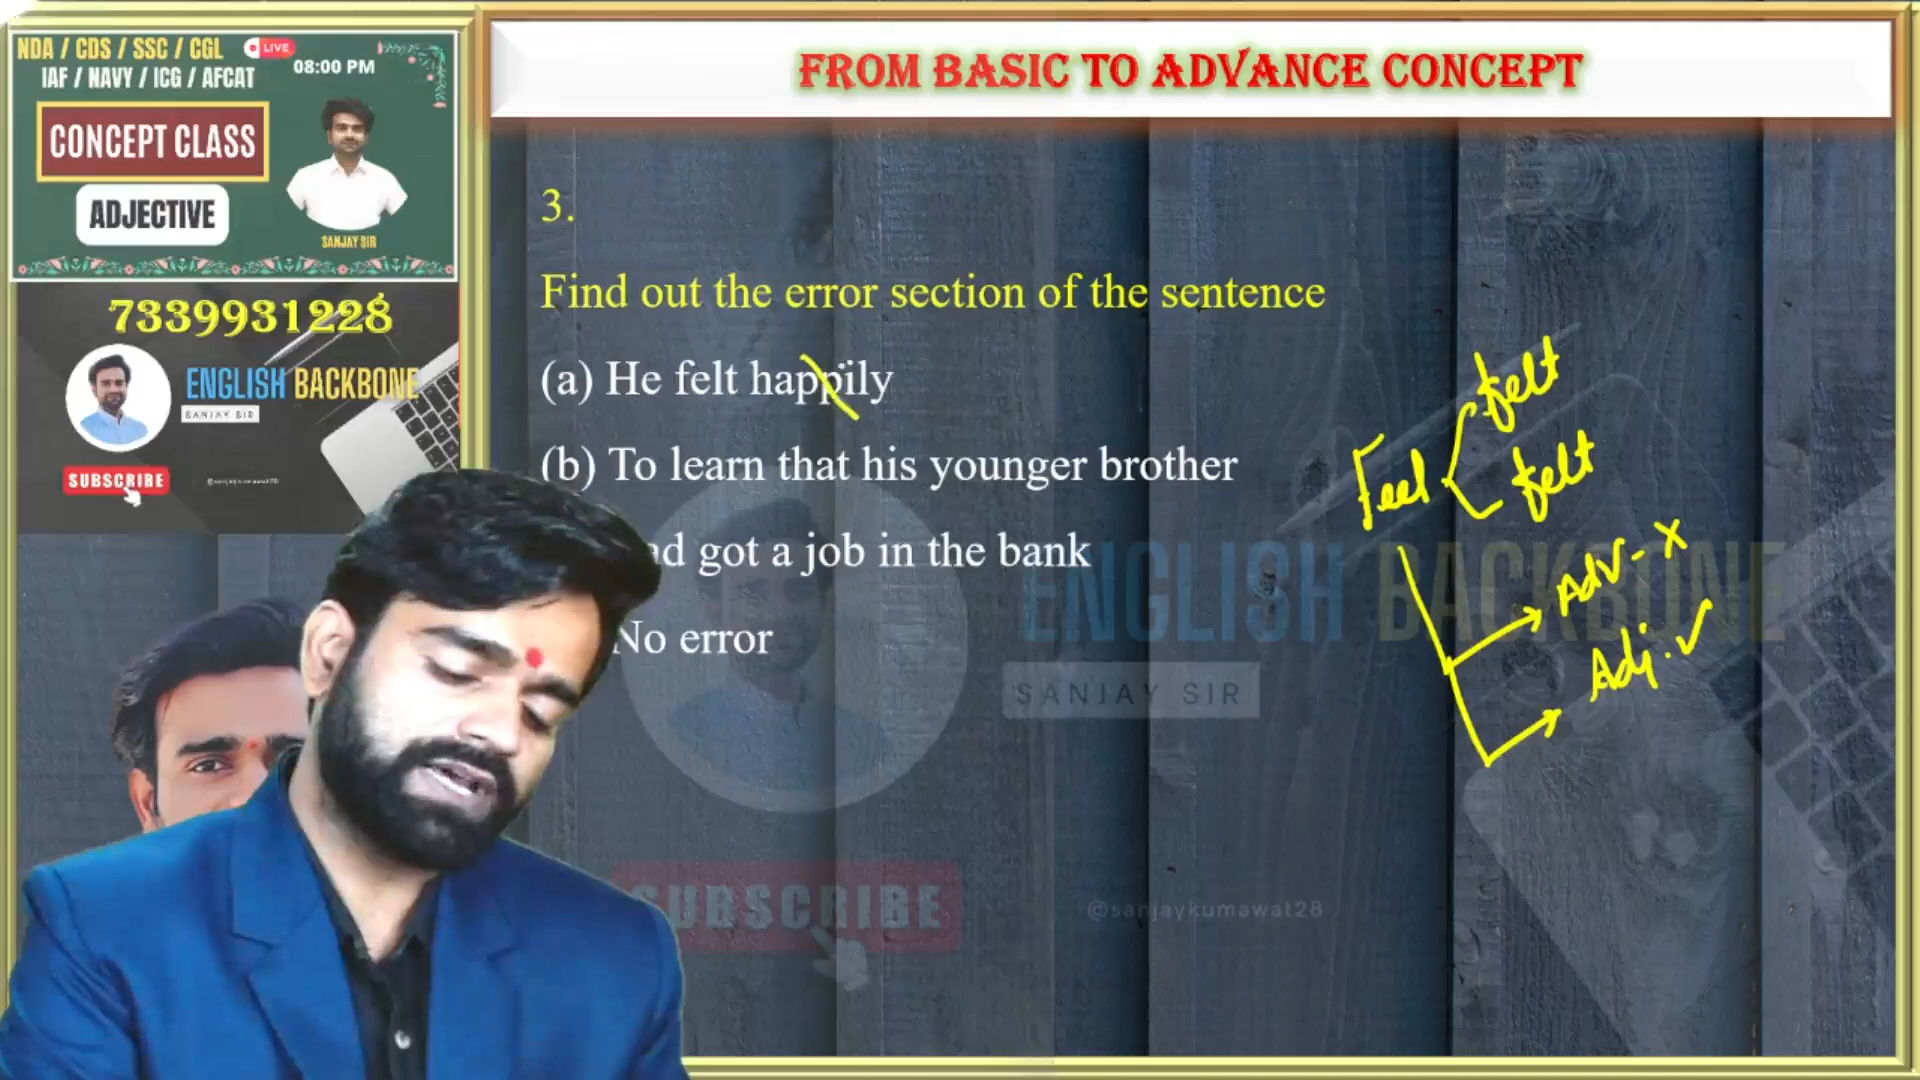 NDA / CDS / SSC / CGL
LIVE
IAF / NAVY / ICG / AFCAT
08:00 PM
CONCEPT CLASS
ADJECTIVE
SANJAY SIR
7339931228
ENGLISH BACKBONE
SANJAY SIR
SUBSCRIBE
@sanjaykumawat28
FROM BASIC TO ADVANCE CONCEPT
3.
Find out the error section of the sentence
(a) He felt happily
(b) To learn that his younger brother
ad got a job in the bank
No error
Feel
felt
felt
Adv - X
Adj. ✓
ENGLISH BACKBONE
SANJAY SIR
SUBSCRIBE
@sanjaykumawat28